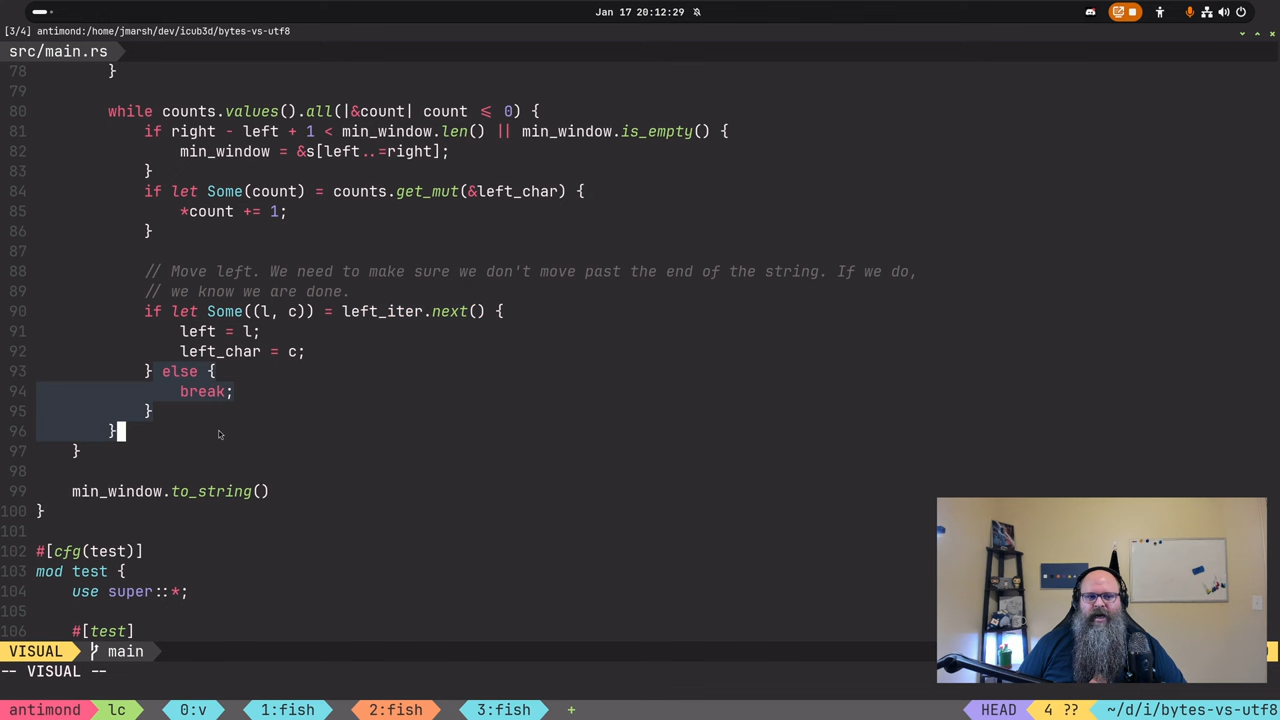 Jan 17 20:12:29
[3/4] antimond:/home/jmarsh/dev/icub3d/bytes-vs-utf8
src/main.rs
78 }
79
80 while counts.values().all(|&count| count ≤ 0) {
81 if right - left + 1 < min_window.len() || min_window.is_empty() {
82 min_window = &s[left..=right];
83 }
84 if let Some(count) = counts.get_mut(&left_char) {
85 *count += 1;
86 }
87
88 // Move left. We need to make sure we don't move past the end of the string. If we do,
89 // we know we are done.
90 if let Some((l, c)) = left_iter.next() {
91 left = l;
92 left_char = c;
93 } else {
94 break;
95 }
96 }
97 }
98
99 min_window.to_string()
100 }
101
102 #[cfg(test)]
103 mod test {
104 use super::*;
105
106 #[test]
VISUAL main
-- VISUAL --
antimond lc 0:v 1:fish 2:fish 3:fish + HEAD 4 ?? ~/d/i/bytes-vs-utf8